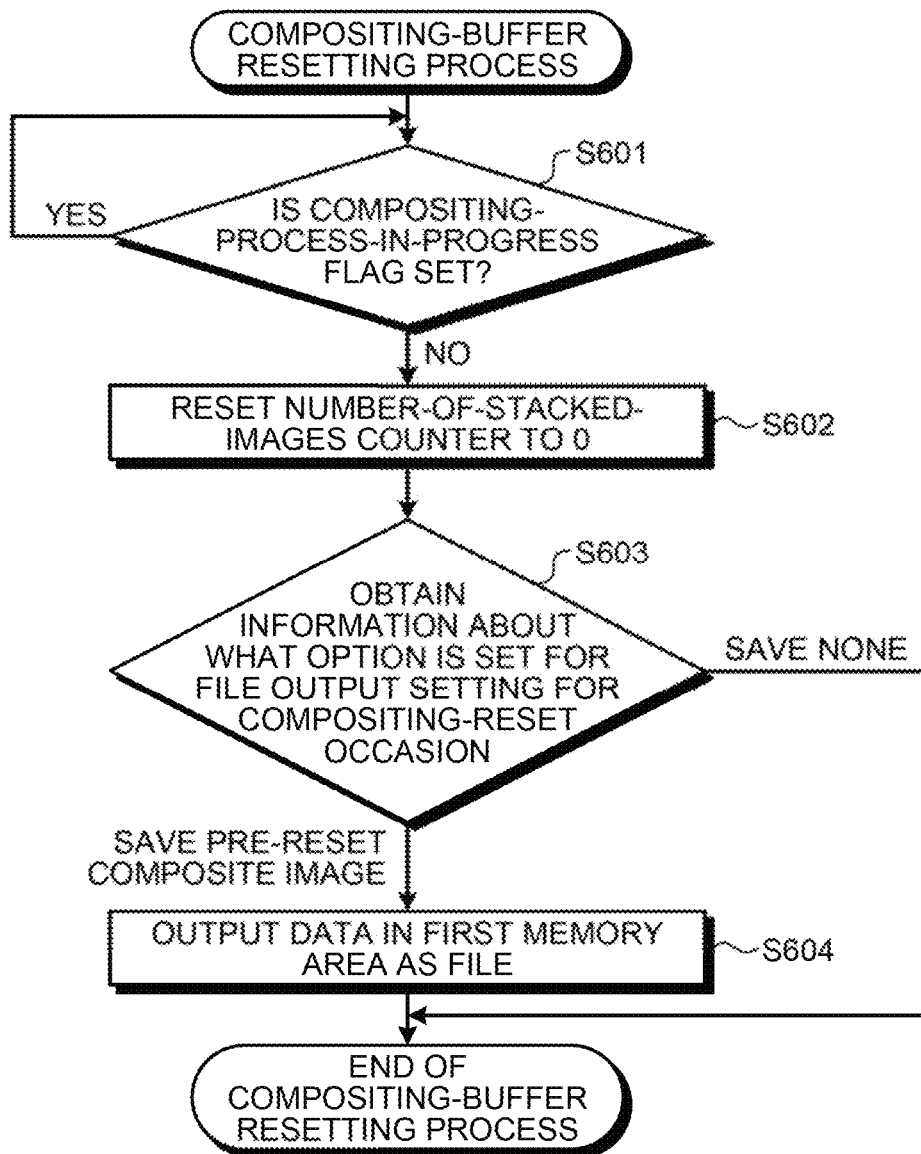 COMPOSITING-BUFFER
RESETTING PROCESS
S601
YES
IS COMPOSITING-
PROCESS-IN-PROGRESS
FLAG SET?
NO
RESET NUMBER-OF-STACKED-
IMAGES COUNTER TO 0
S602
S603
OBTAIN
INFORMATION ABOUT
WHAT OPTION IS SET FOR
FILE OUTPUT SETTING FOR
COMPOSITING-RESET
OCCASION
SAVE NONE
SAVE PRE-RESET
COMPOSITE IMAGE
OUTPUT DATA IN FIRST MEMORY
AREA AS FILE
S604
END OF
COMPOSITING-BUFFER
RESETTING PROCESS